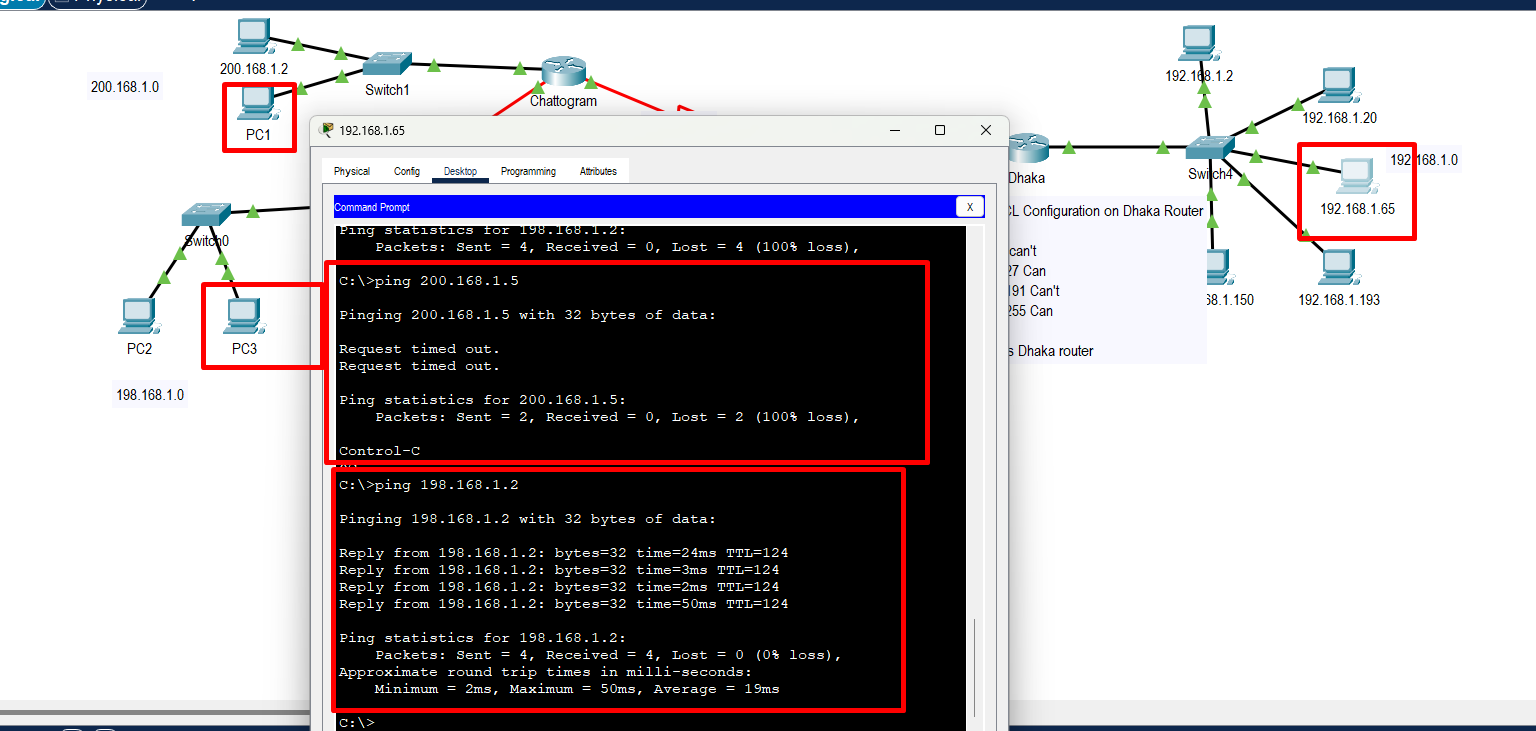 Physical
200.168.1.2
200.168.1.0
Switch1
PC1
Chattogram
192.168.1.2
192.168.1.20
192.168.1.0
Dhaka
Switch4
192.168.1.65
CL Configuration on Dhaka Router
can't
27 Can
191 Can't
255 Can
68.1.150
192.168.1.193
s Dhaka router
Switch0
PC2
PC3
198.168.1.0
192.168.1.65
Physical Config Desktop Programming Attributes
Command Prompt
X
Ping statistics for 198.168.1.2:
Packets: Sent = 4, Received = 0, Lost = 4 (100% loss),
C:\>ping 200.168.1.5
Pinging 200.168.1.5 with 32 bytes of data:
Request timed out.
Request timed out.
Ping statistics for 200.168.1.5:
Packets: Sent = 2, Received = 0, Lost = 2 (100% loss),
Control-C
C:\>ping 198.168.1.2
Pinging 198.168.1.2 with 32 bytes of data:
Reply from 198.168.1.2: bytes=32 time=24ms TTL=124
Reply from 198.168.1.2: bytes=32 time=3ms TTL=124
Reply from 198.168.1.2: bytes=32 time=2ms TTL=124
Reply from 198.168.1.2: bytes=32 time=50ms TTL=124
Ping statistics for 198.168.1.2:
Packets: Sent = 4, Received = 4, Lost = 0 (0% loss),
Approximate round trip times in milli-seconds:
Minimum = 2ms, Maximum = 50ms, Average = 19ms
C:\>